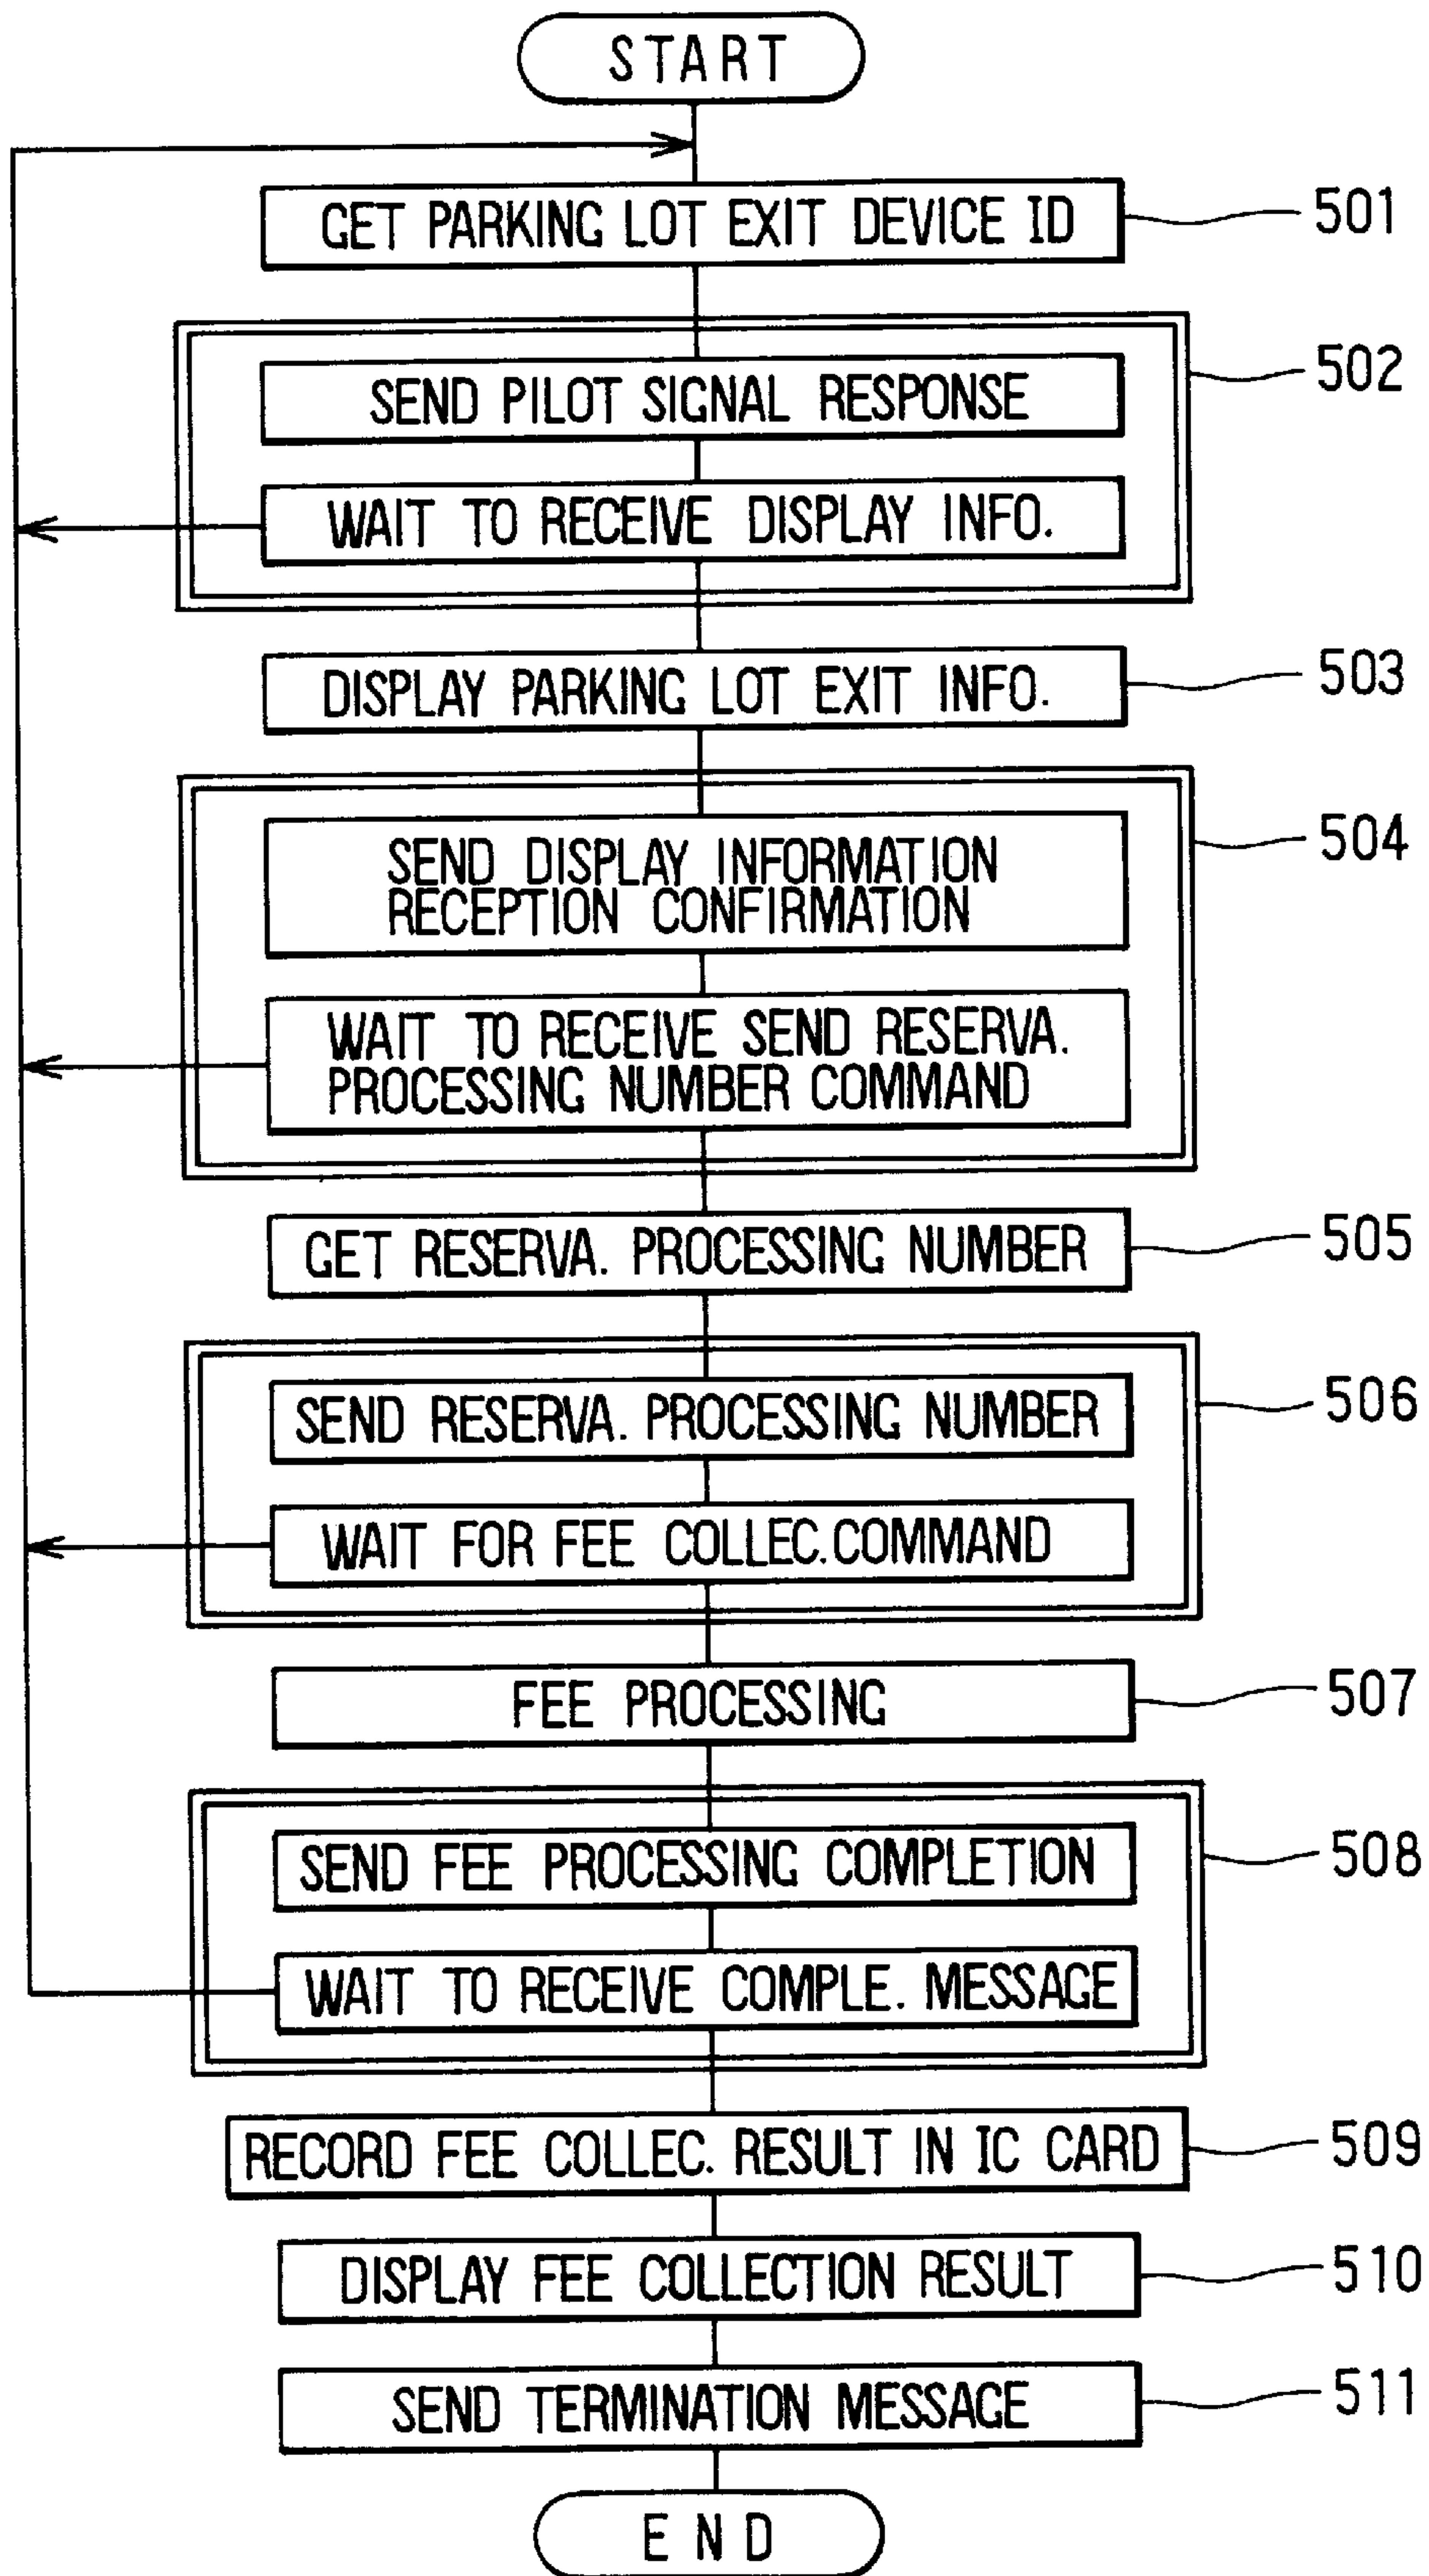 START
GET PARKING LOT EXIT DEVICE ID
501
502
SEND PILOT SIGNAL RESPONSE
WAIT TO RECEIVE DISPLAY INFO.
DISPLAY PARKING LOT EXIT INFO.
503
504
SEND DISPLAY INFORMATION
RECEPTION CONFIRMATION
WAIT TO RECEIVE SEND RESERVA.
PROCESSING NUMBER COMMAND
GET RESERVA. PROCESSING NUMBER
505
506
SEND RESERVA. PROCESSING NUMBER
WAIT FOR FEE COLLEC. COMMAND
FEE PROCESSING
507
508
SEND FEE PROCESSING COMPLETION
WAIT TO RECEIVE COMPLE. MESSAGE
RECORD FEE COLLEC. RESULT IN IC CARD
509
DISPLAY FEE COLLECTION RESULT
510
SEND TERMINATION MESSAGE
511
END